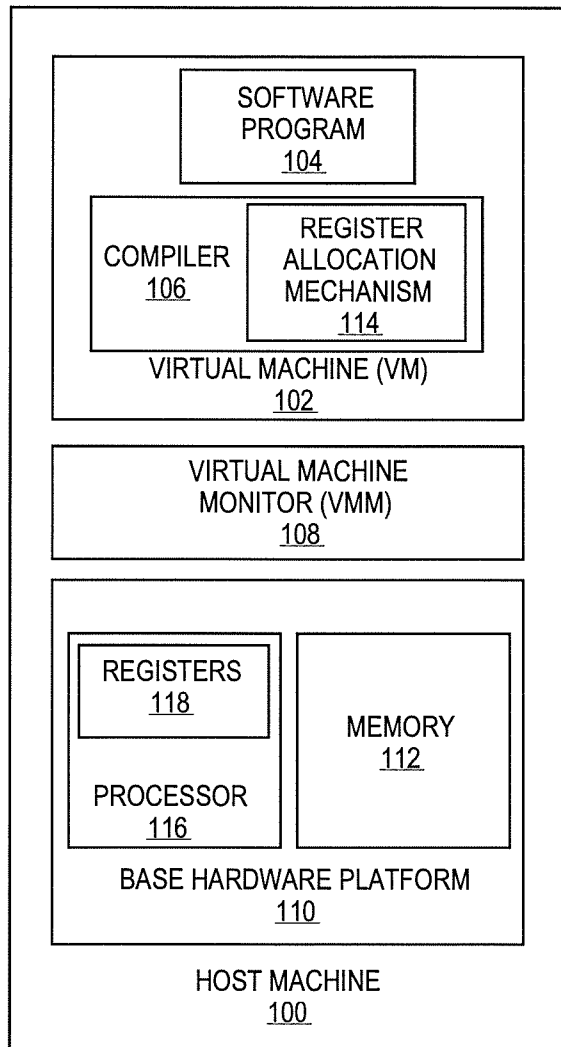 SOFTWARE
PROGRAM
104
COMPILER
106
REGISTER
ALLOCATION
MECHANISM
114
VIRTUAL MACHINE (VM)
102
VIRTUAL MACHINE
MONITOR (VMM)
108
REGISTERS
118
PROCESSOR
116
MEMORY
112
BASE HARDWARE PLATFORM
110
HOST MACHINE
100